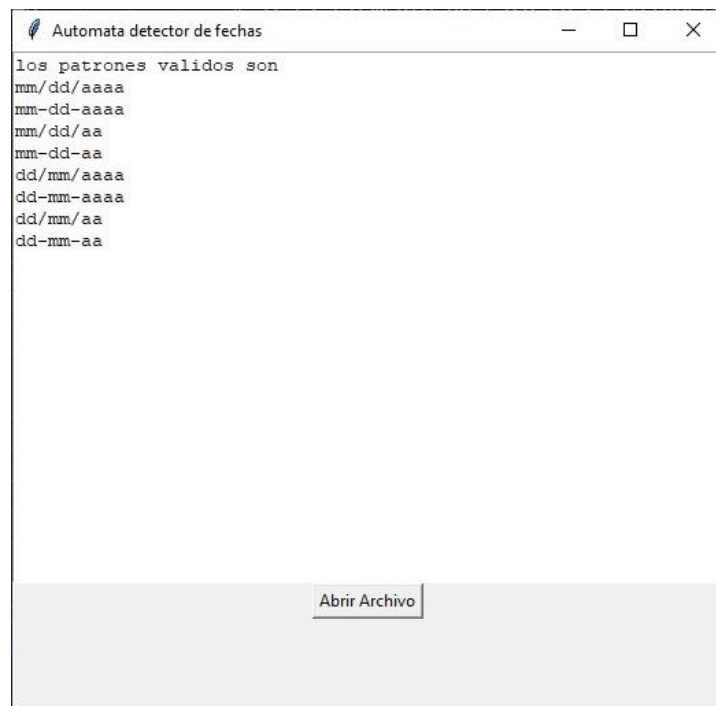 Automata detector de fechas
los patrones validos son
mm/dd/aaaa
mm-dd-aaaa
mm/dd/aa
mm-dd-aa
dd/mm/aaaa
dd-mm-aaaa
dd/mm/aa
dd-mm-aa
Abrir Archivo